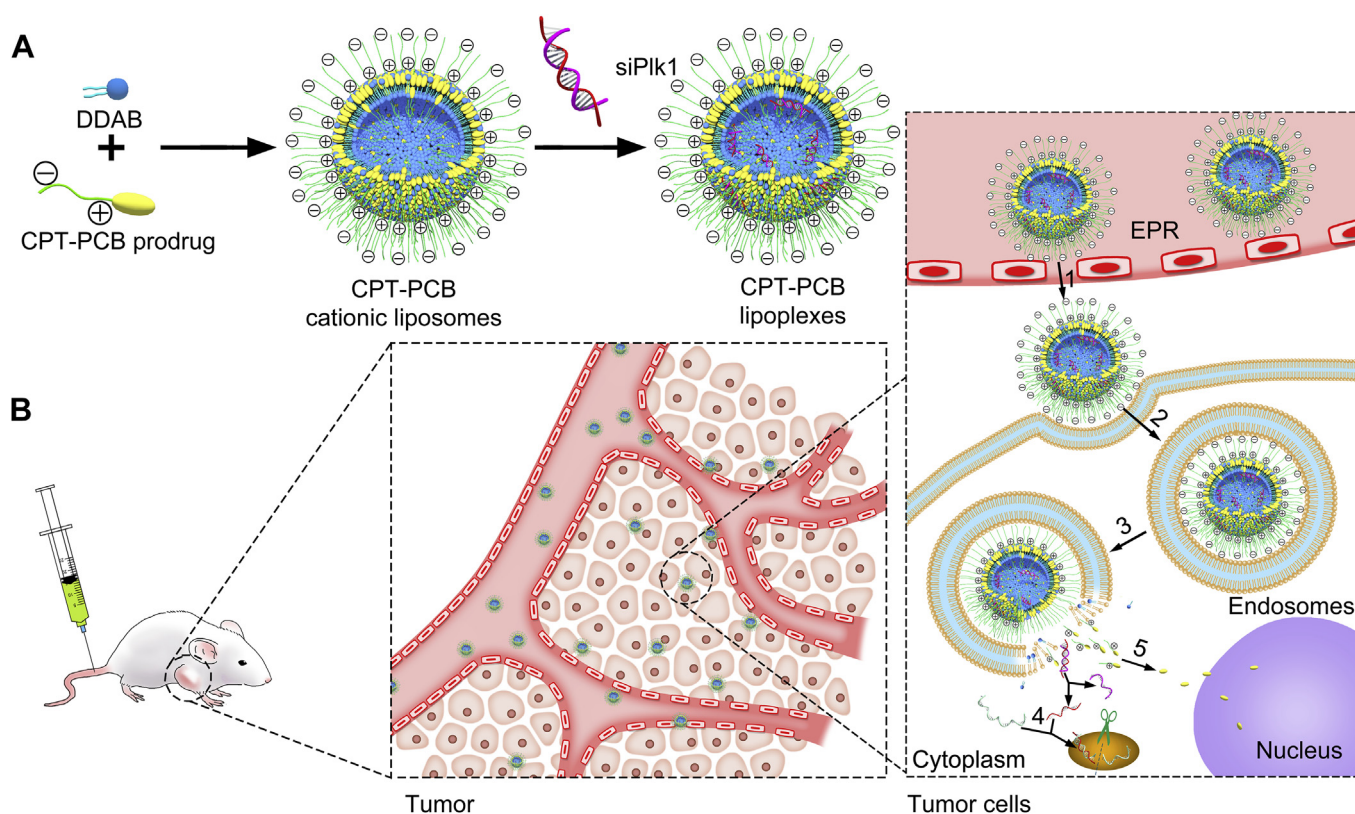 A
DDAB
+
CPT-PCB prodrug
CPT-PCB
cationic liposomes
siPlk1
CPT-PCB
lipoplexes
B
Tumor
EPR
1
2
3
Endosomes
5
4
Cytoplasm
Nucleus
Tumor cells